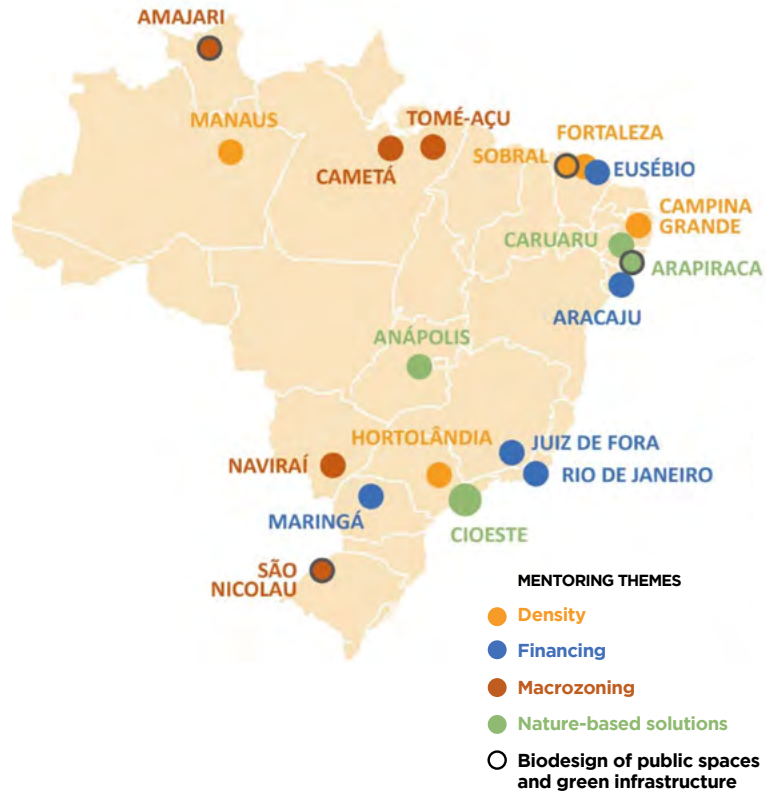 AMAJARI
MANAUS
TOMÉ-AÇU
CAMETÁ
FORTALEZA
SOBRAL
EUSÉBIO
CAMPINA
GRANDE
CARUARU
ARAPIRACA
ARACAJU
ANÁPOLIS
HORTOLÂNDIA
JUIZ DE FORA
NAVIRAÍ
RIO DE JANEIRO
MARINGÁ
CIOESTE
SÃO
NICOLAU
MENTORING THEMES
Density
Financing
Macrozoning
Nature-based solutions
Biodesign of public spaces
and green infrastructure